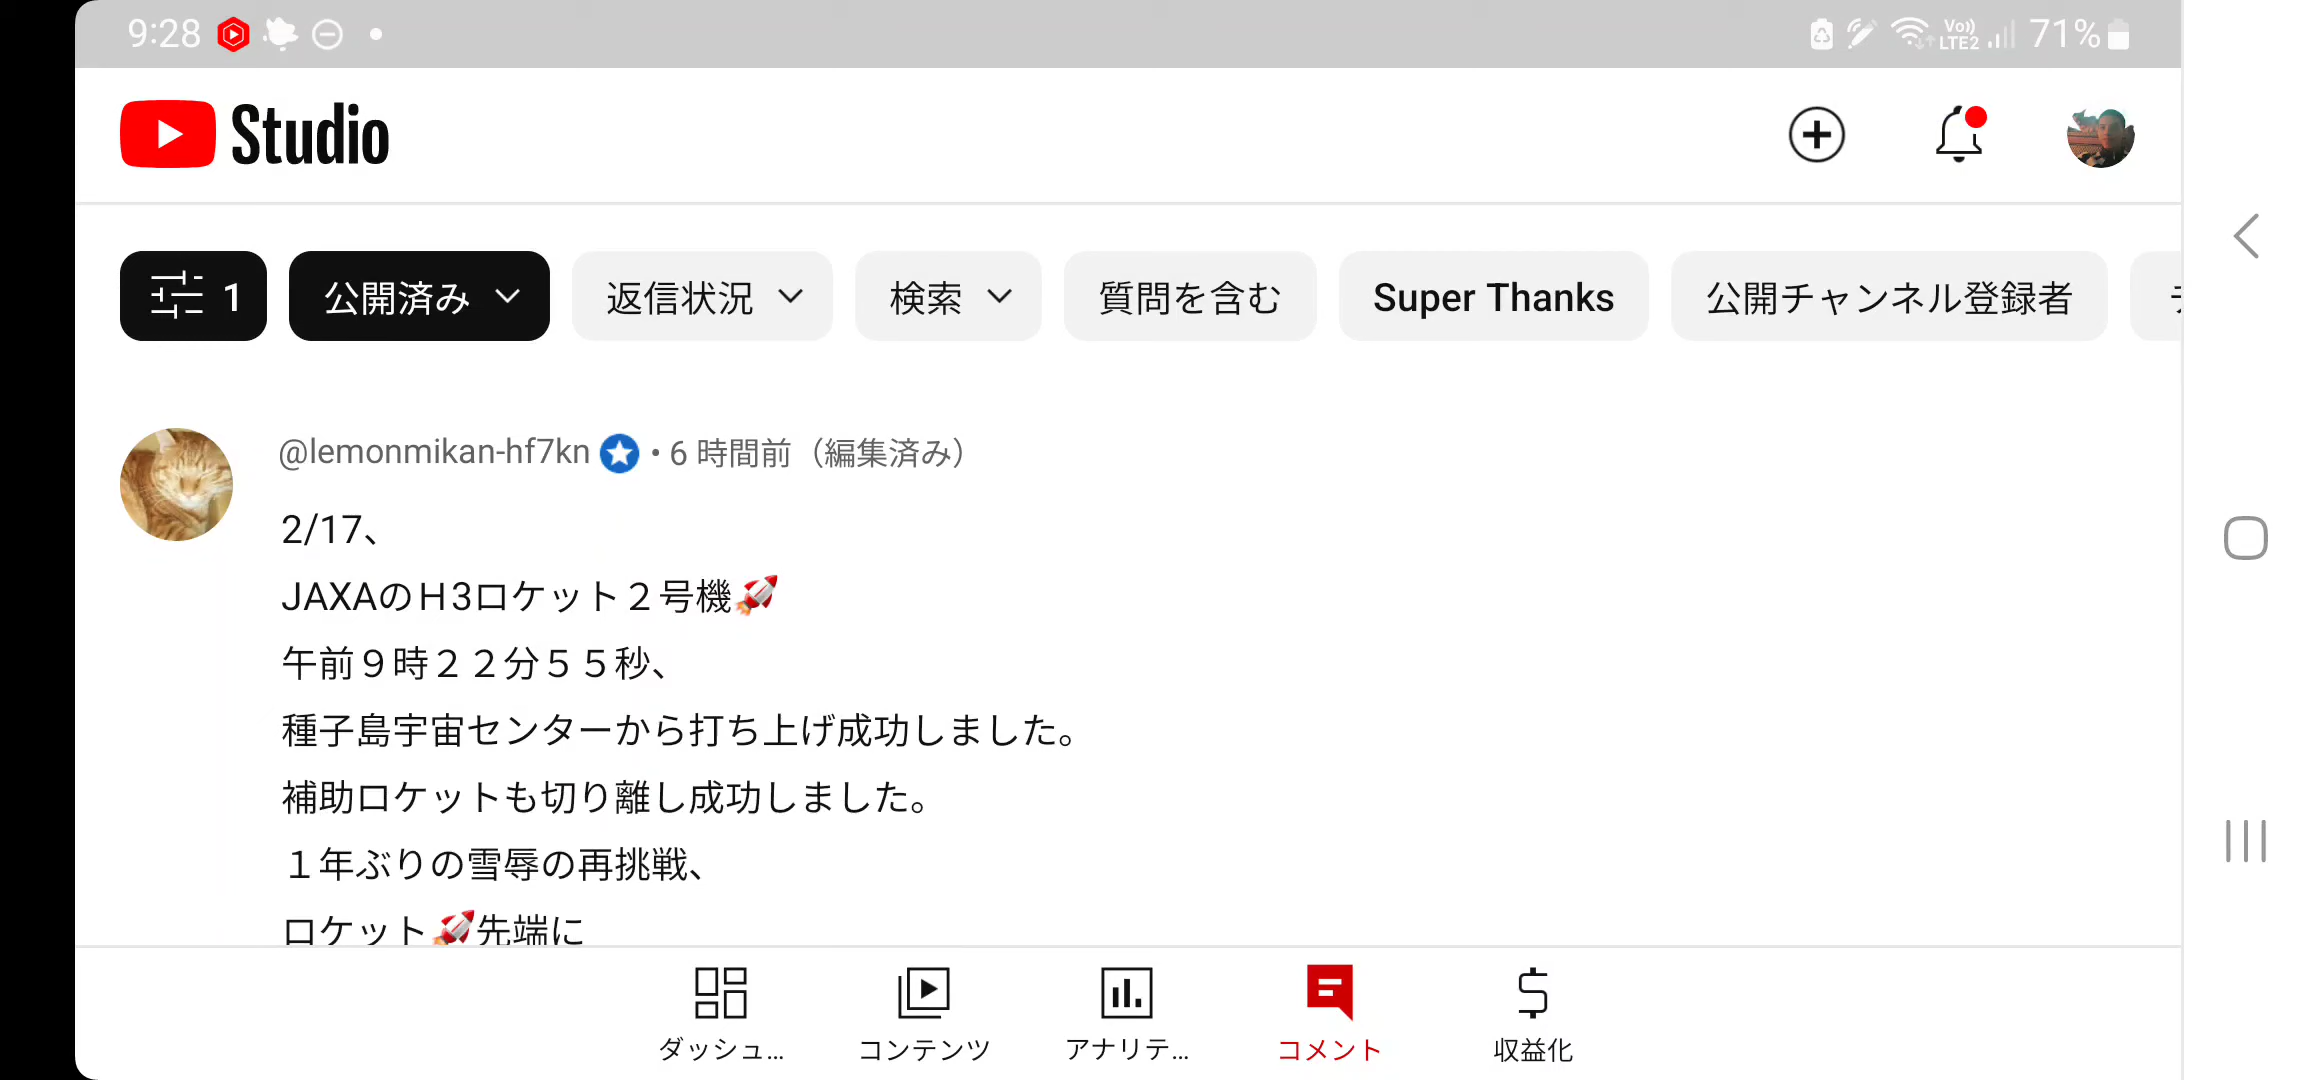 9:28
Vo))
LTE2
71%
Studio
1
公開済み
返信状況
検索
質問を含む
Super Thanks
公開チャンネル登録者
@lemonmikan-hf7kn • 6 時間前（編集済み）
2/17、
JAXAのＨ3ロケット２号機🚀
午前９時２２分５５秒、
種子島宇宙センターから打ち上げ成功しました。
補助ロケットも切り離し成功しました。
１年ぶりの雪辱の再挑戦、
ロケット🚀先端に
ダッシュ...
コンテンツ
アナリテ...
コメント
収益化